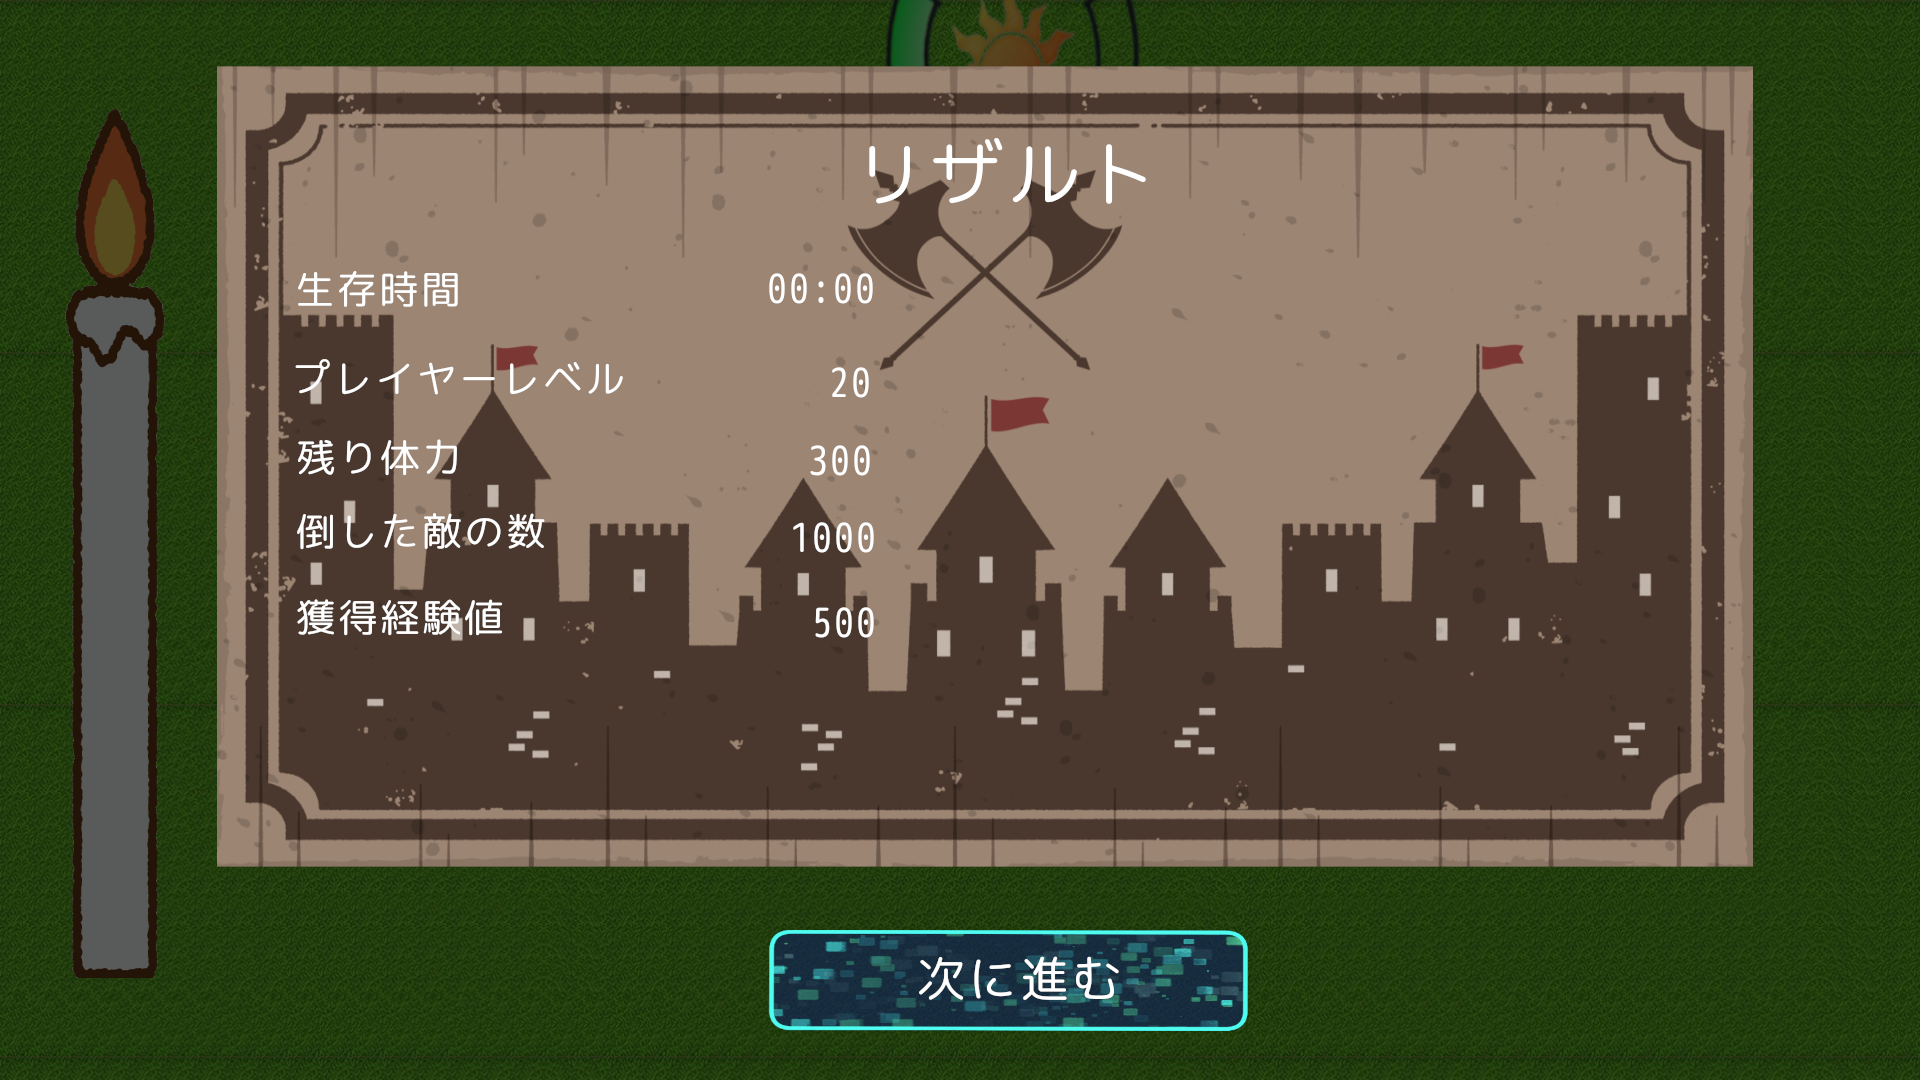 リザルト
生存時間 00:00
プレイヤーレベル 20
残り体力 300
倒した敵の数 1000
獲得経験値 500
次に進む